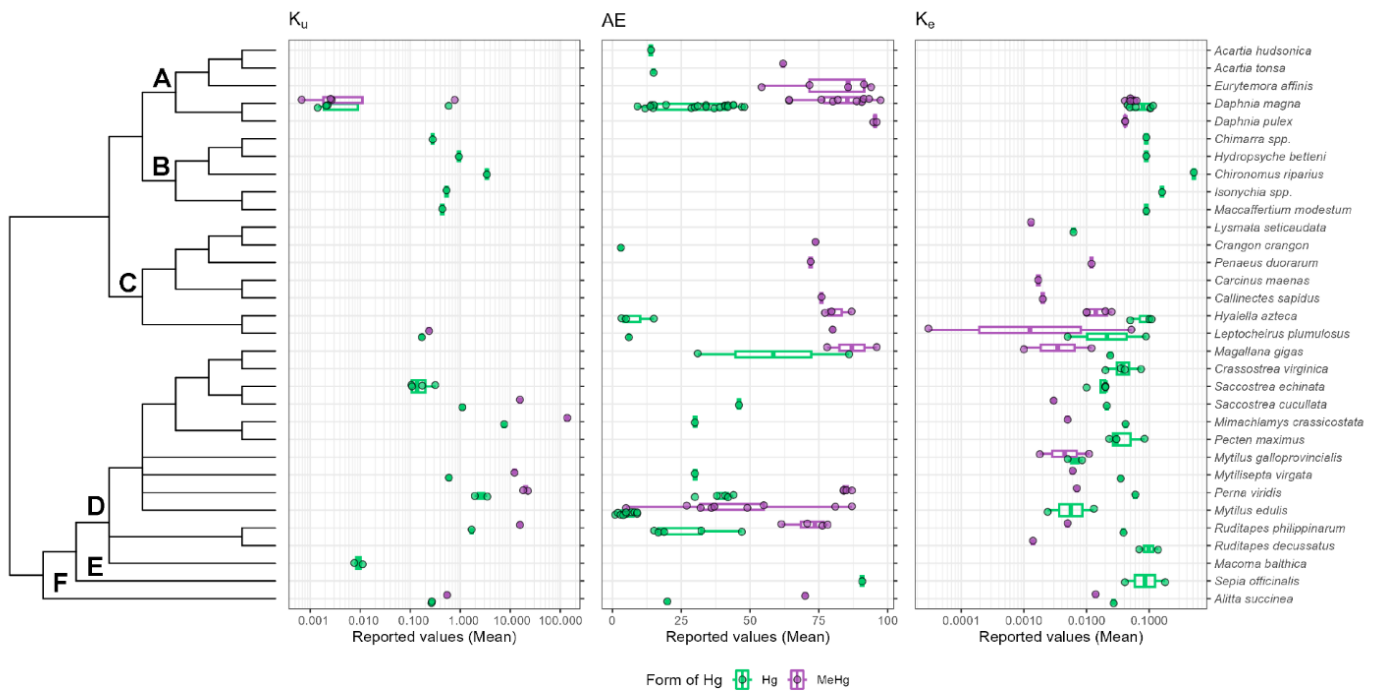 Ku
AE
Ke
A
B
C
D
E
F
Acartia hudsonica
Acartia tonsa
Eurytemora affinis
Daphnia magna
Daphnia pulex
Chimarra spp.
Hydropsyche betteni
Chironomus riparius
Isonychia spp.
Maccaffertium modestum
Lysmata seticaudata
Crangon crangon
Penaeus duorarum
Carcinus maenas
Callinectes sapidus
Hyalella azteca
Leptocheirus plumulosus
Magallana gigas
Crassostrea virginica
Saccostrea echinata
Saccostrea cucullata
Mimachlamys crassicostata
Pecten maximus
Mytilus galloprovincialis
Mytilisepta virgata
Perna viridis
Mytilus edulis
Ruditapes philippinarum
Ruditapes decussatus
Macoma balthica
Sepia officinalis
Alitta succinea
0.001 0.010 0.100 1.000 10.000 100.000
0 25 50 75 100
0.0001 0.0010 0.0100 0.1000
Reported values (Mean)
Reported values (Mean)
Reported values (Mean)
Form of Hg Hg MeHg